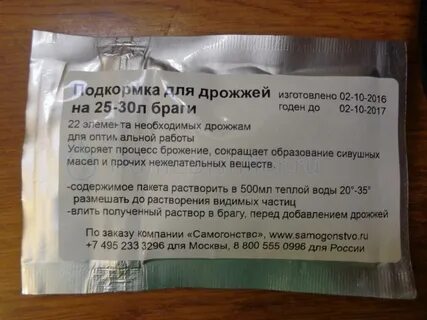 Подкормка для дрожжей изготовлено 02-10-2016
на 25-30л браги годен до 02-10-2017
22 элемента необходимых дрожжам
для оптимальной работы
Ускоряет процесс брожение, сокращает образование сивушных
масел и прочих нежелательных веществ.
-содержимое пакета растворить в 500мл теплой воды 20°-35°
размешать до растворения видимых частиц
-влить полученный раствор в брагу, перед добавлением дрожжей
По заказу компании «Самогонство», www.samogonstvo.ru
+7 495 233 3296 для Москвы, 8 800 555 0996 для России